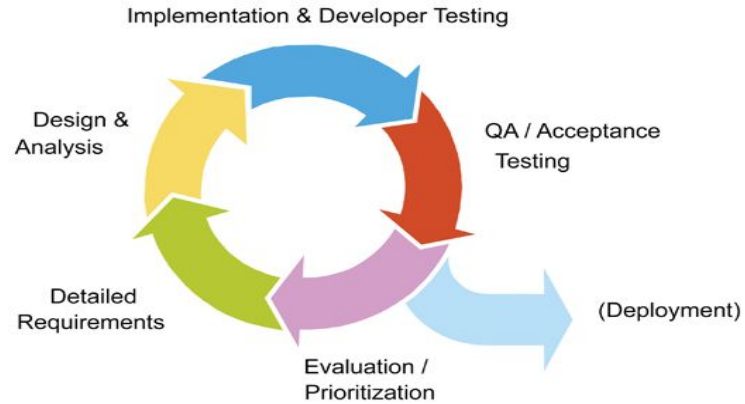 Implementation & Developer Testing
Design &
Analysis
QA / Acceptance
Testing
Detailed
Requirements
(Deployment)
Evaluation /
Prioritization